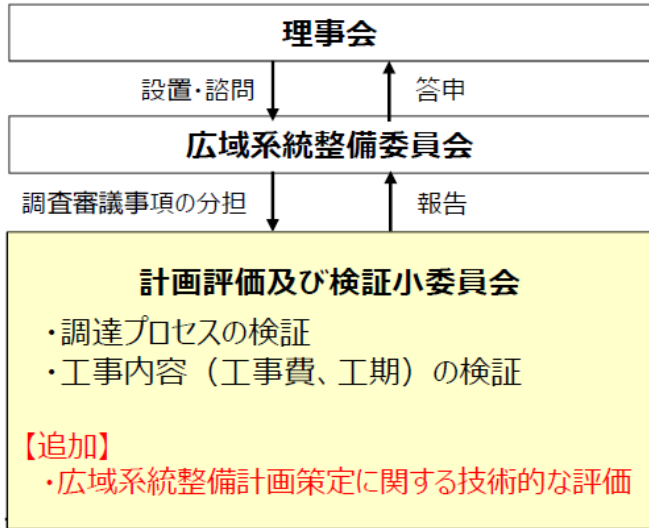 理事会
設置・諮問
答申
広域系統整備委員会
調査審議事項の分担
報告
計画評価及び検証小委員会
・調達プロセスの検証
・工事内容（工事費、工期）の検証
【追加】
・広域系統整備計画策定に関する技術的な評価